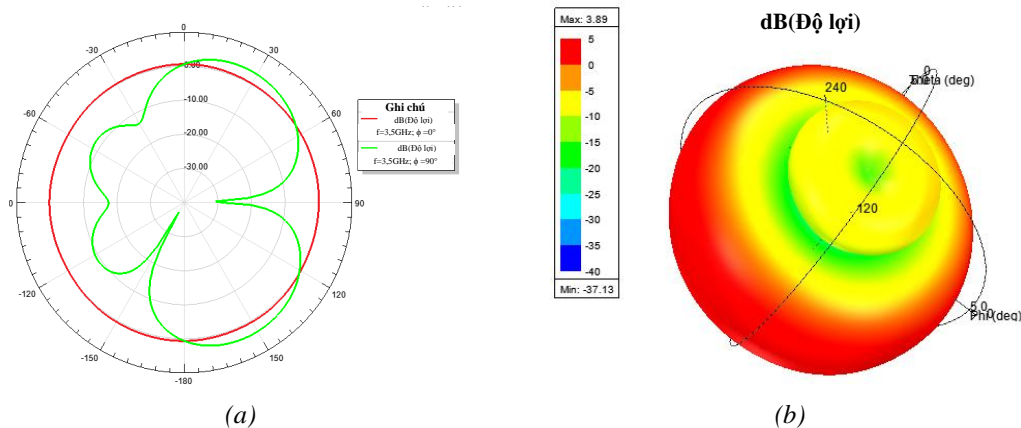 0
-30
30
-60
60
0
90
-120
120
-150
150
-180
0.00
-10.00
-20.00
-30.00
Ghi chú
dB(Độ lợi)
f=3,5GHz; ϕ =0°
dB(Độ lợi)
f=3,5GHz; ϕ =90°
(a)
Max: 3.89
5
0
-5
-10
-15
-20
-25
-30
-35
-40
Min: -37.13
dB(Độ lợi)
0
Theta (deg)
240
120
5.0
Phi (deg)
(b)